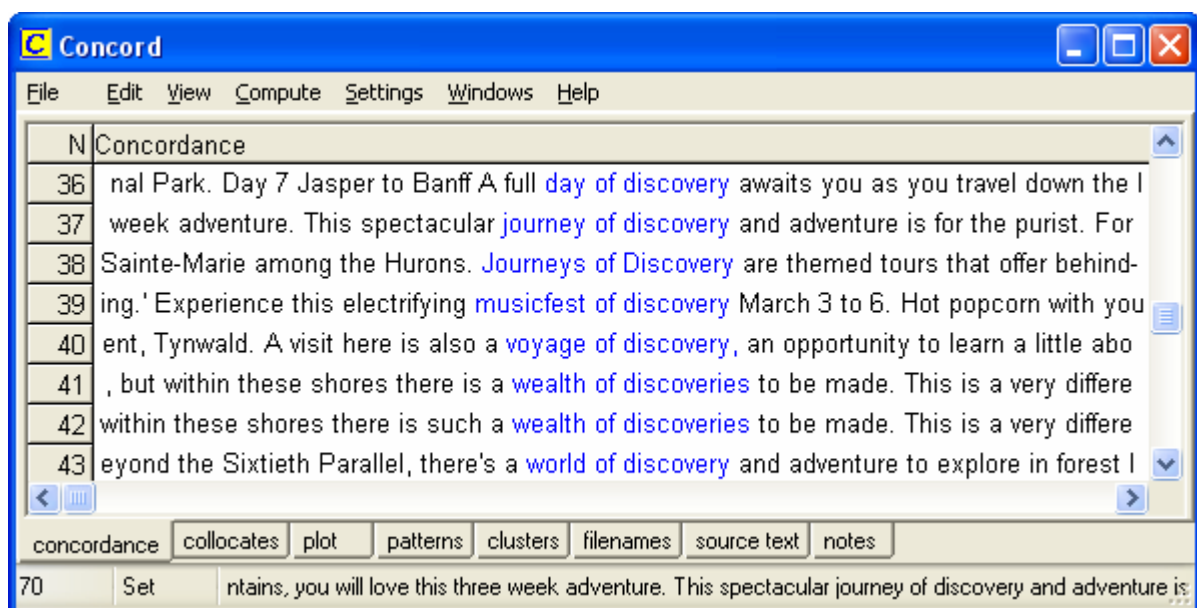 C Concord
File Edit View Compute Settings Windows Help
N Concordance
36 nal Park. Day 7 Jasper to Banff A full day of discovery awaits you as you travel down the I
37 week adventure. This spectacular journey of discovery and adventure is for the purist. For
38 Sainte-Marie among the Hurons. Journeys of Discovery are themed tours that offer behind-
39 ing.' Experience this electrifying musicfest of discovery March 3 to 6. Hot popcorn with you
40 ent, Tynwald. A visit here is also a voyage of discovery, an opportunity to learn a little abo
41 , but within these shores there is a wealth of discoveries to be made. This is a very differe
42 within these shores there is such a wealth of discoveries to be made. This is a very differe
43 eyond the Sixtieth Parallel, there's a world of discovery and adventure to explore in forest l
concordance collocates plot patterns clusters filenames source text notes
70 Set ntains, you will love this three week adventure. This spectacular journey of discovery and adventure is